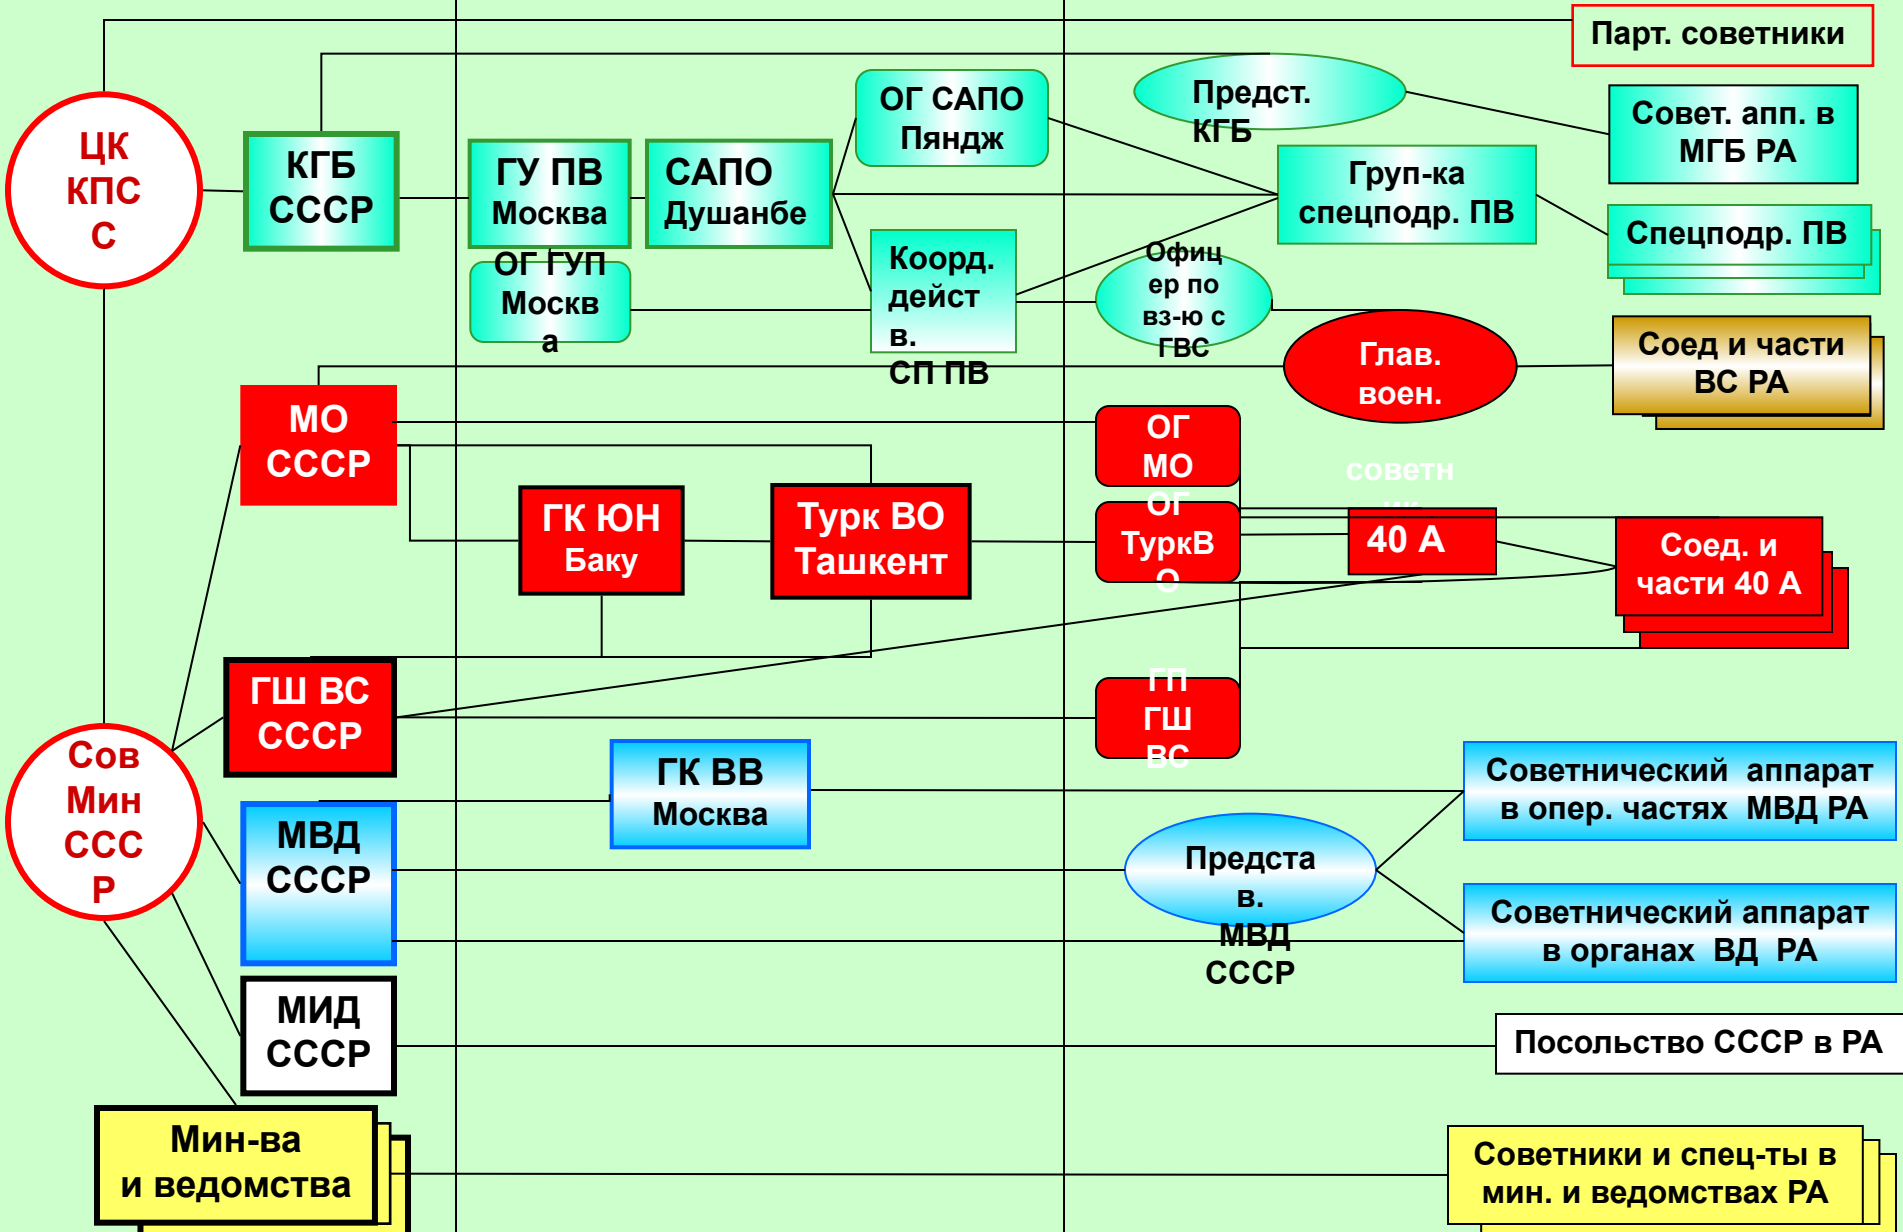 Парт. советники
ЦК
КПС
С
КГБ
СССР
ГУ ПВ
Москва
САПО
Душанбе
ОГ САПО
Пяндж
Предст.
КГБ
Совет. апп. в
МГБ РА
Груп-ка
спецподр. ПВ
Спецподр. ПВ
ОГ ГУП
Москв
а
Коорд.
дейст
в.
СП ПВ
Офиц
ер по
вз-ю с
ГВС
Глав.
воен.
советн
Соед и части
ВС РА
МО
СССР
ГК ЮН
Баку
Турк ВО
Ташкент
ОГ
МО
ОГ
ТуркВ
О
40 А
Соед. и
части 40 А
ГШ ВС
СССР
ГП
ГШ
ВС
Сов
Мин
ССС
Р
ГК ВВ
Москва
МВД
СССР
Предста
в.
МВД
СССР
Советнический аппарат
в опер. частях МВД РА
Советнический аппарат
в органах ВД РА
МИД
СССР
Посольство СССР в РА
Мин-ва
и ведомства
Советники и спец-ты в
мин. и ведомствах РА